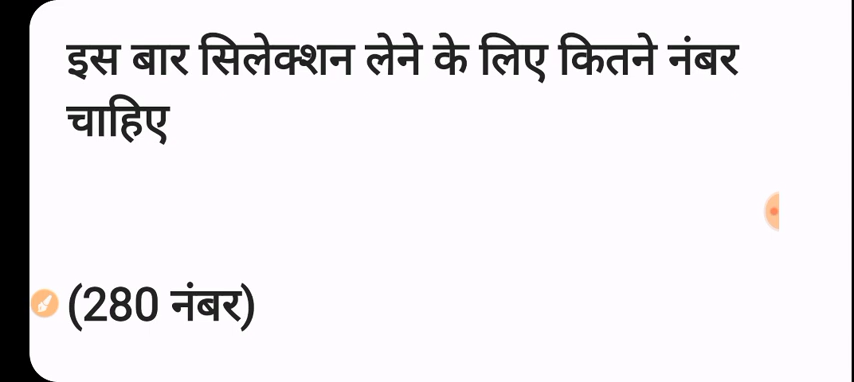 इस बार सिलेक्शन लेने के लिए कितने नंबर
चाहिए
(280 नंबर)